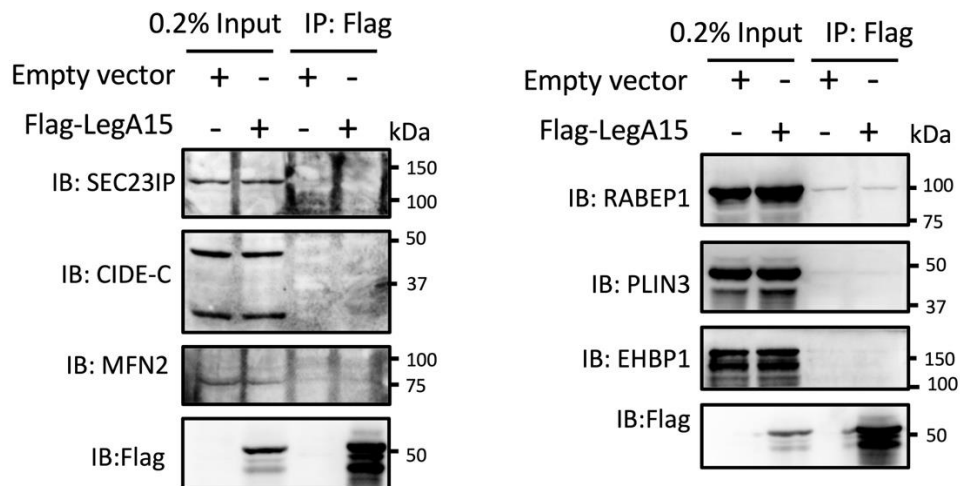 0.2% Input IP: Flag
Empty vector + - + -
Flag-LegA15 - + - + kDa
IB: SEC23IP 150
100
IB: CIDE-C 50
37
IB: MFN2 100
75
IB:Flag 50
0.2% Input IP: Flag
Empty vector + - + -
Flag-LegA15 - + - + kDa
IB: RABEP1 100
75
IB: PLIN3 50
37
IB: EHBP1 150
100
IB:Flag 50